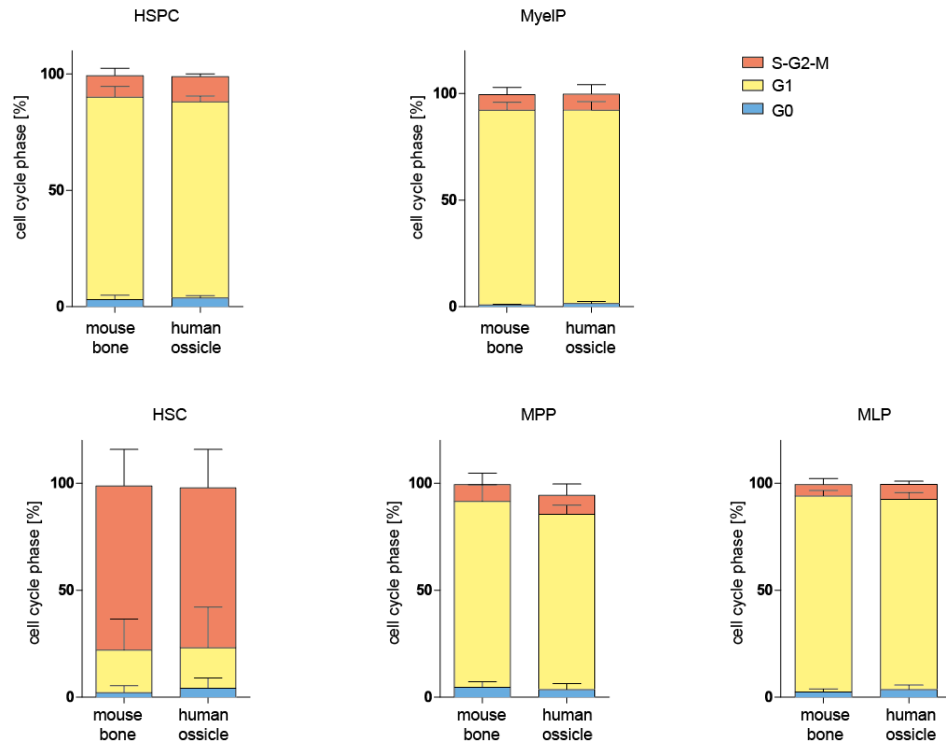 HSPC
cell cycle phase [%]
100
50
0
mouse bone
human ossicle
MyelP
cell cycle phase [%]
100
50
0
mouse bone
human ossicle
S-G2-M
G1
G0
HSC
cell cycle phase [%]
100
50
0
mouse bone
human ossicle
MPP
cell cycle phase [%]
100
50
0
mouse bone
human ossicle
MLP
cell cycle phase [%]
100
50
0
mouse bone
human ossicle